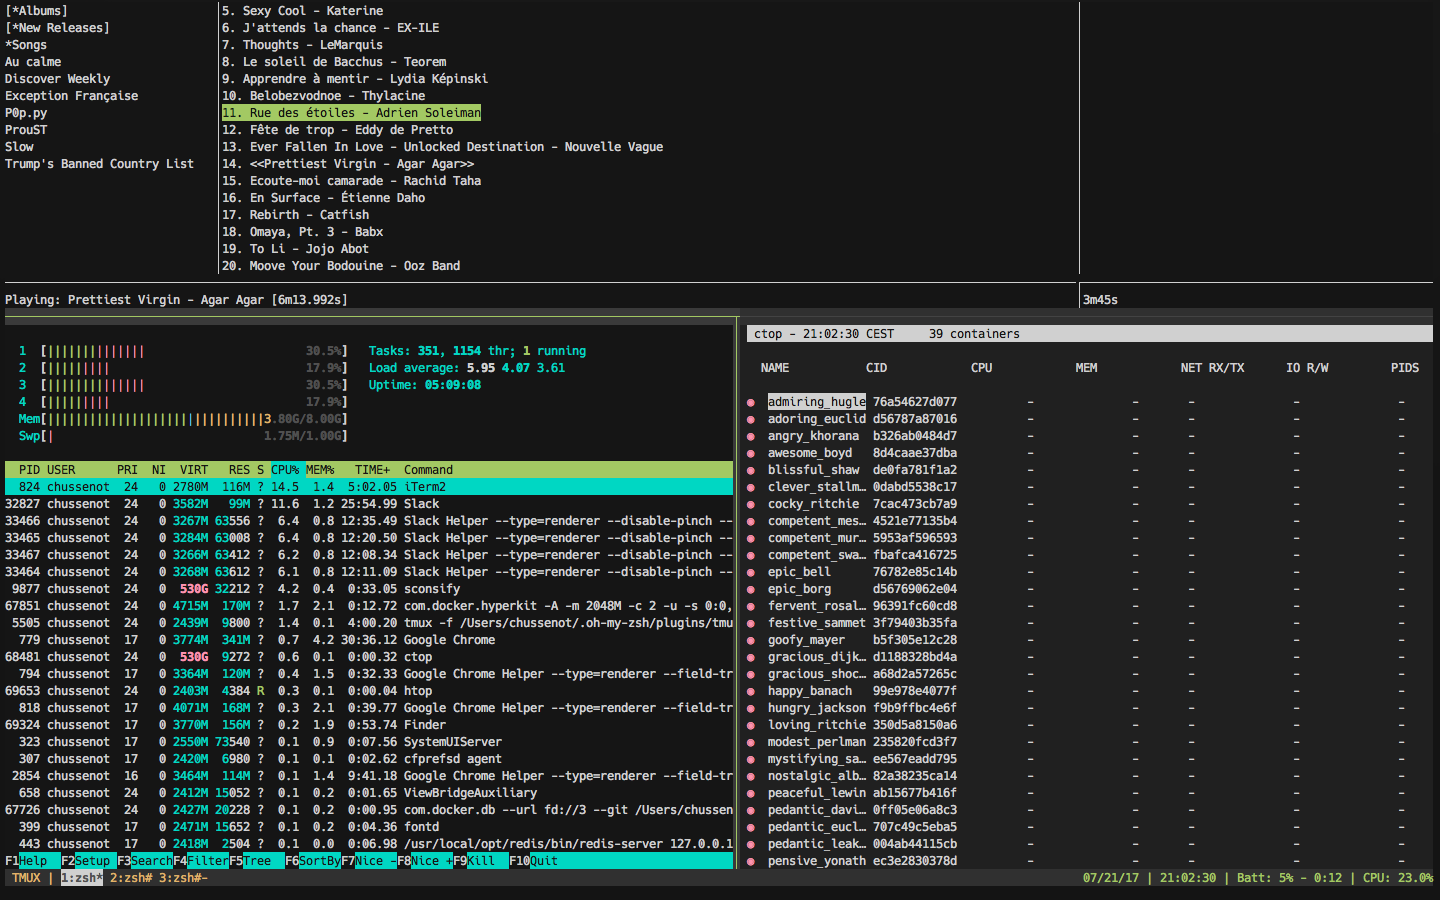 [*Albums]
[*New Releases]
*Songs
Au calme
Discover Weekly
Exception Française
P0p.py
ProuST
Slow
Trump's Banned Country List
5. Sexy Cool - Katerine
6. J'attends la chance - EX-ILE
7. Thoughts - LeMarquis
8. Le soleil de Bacchus - Teorem
9. Apprendre à mentir - Lydia Képinski
10. Belobezvodnoe - Thylacine
11. Rue des étoiles - Adrien Soleiman
12. Fête de trop - Eddy de Pretto
13. Ever Fallen In Love - Unlocked Destination - Nouvelle Vague
14. <<Prettiest Virgin - Agar Agar>>
15. Ecoute-moi camarade - Rachid Taha
16. En Surface - Étienne Daho
17. Rebirth - Catfish
18. Omaya, Pt. 3 - Babx
19. To Li - Jojo Abot
20. Moove Your Bodouine - Ooz Band
Playing: Prettiest Virgin - Agar Agar [6m13.992s]
3m45s
1 [|||||||||||||| 30.5%] Tasks: 351, 1154 thr; 1 running
2 [||||||||| 17.9%] Load average: 5.95 4.07 3.61
3 [|||||||||||||| 30.5%] Uptime: 05:09:08
4 [||||||||| 17.9%]
Mem[|||||||||||||||||||||||||||||||3.80G/8.00G]
Swp[| 1.75M/1.00G]
PID USER PRI NI VIRT RES S CPU% MEM% TIME+ Command
824 chussenot 24 0 2780M 116M ? 14.5 1.4 5:02.05 iTerm2
32827 chussenot 24 0 3582M 99M ? 11.6 1.2 25:54.99 Slack
33466 chussenot 24 0 3267M 63556 ? 6.4 0.8 12:35.49 Slack Helper --type=renderer --disable-pinch --
33465 chussenot 24 0 3284M 63008 ? 6.4 0.8 12:20.50 Slack Helper --type=renderer --disable-pinch --
33467 chussenot 24 0 3266M 63412 ? 6.2 0.8 12:08.34 Slack Helper --type=renderer --disable-pinch --
33464 chussenot 24 0 3268M 63612 ? 6.1 0.8 12:11.09 Slack Helper --type=renderer --disable-pinch --
9877 chussenot 24 0 530G 32212 ? 4.2 0.4 0:33.05 sconsify
67851 chussenot 24 0 4715M 170M ? 1.7 2.1 0:12.72 com.docker.hyperkit -A -m 2048M -c 2 -u -s 0:0,
5505 chussenot 24 0 2439M 9800 ? 1.4 0.1 4:00.20 tmux -f /Users/chussenot/.oh-my-zsh/plugins/tmu
779 chussenot 17 0 3774M 341M ? 0.7 4.2 30:36.12 Google Chrome
68481 chussenot 24 0 530G 9272 ? 0.6 0.1 0:00.32 ctop
794 chussenot 17 0 3364M 120M ? 0.4 1.5 0:32.33 Google Chrome Helper --type=renderer --field-tr
69653 chussenot 24 0 2403M 4384 R 0.3 0.1 0:00.04 htop
818 chussenot 17 0 4071M 168M ? 0.3 2.1 0:39.77 Google Chrome Helper --type=renderer --field-tr
69324 chussenot 17 0 3770M 156M ? 0.2 1.9 0:53.74 Finder
323 chussenot 17 0 2550M 73540 ? 0.1 0.9 0:07.56 SystemUIServer
307 chussenot 17 0 2420M 6980 ? 0.1 0.1 0:02.62 cfprefsd agent
2854 chussenot 16 0 3464M 114M ? 0.1 1.4 9:41.18 Google Chrome Helper --type=renderer --field-tr
658 chussenot 24 0 2412M 15052 ? 0.1 0.2 0:01.65 ViewBridgeAuxiliary
67726 chussenot 24 0 2427M 20228 ? 0.1 0.2 0:00.95 com.docker.db --url fd://3 --git /Users/chussen
399 chussenot 17 0 2471M 15652 ? 0.1 0.2 0:04.36 fontd
443 chussenot 17 0 2418M 2504 ? 0.1 0.0 0:06.98 /usr/local/opt/redis/bin/redis-server 127.0.0.1
F1Help F2Setup F3SearchF4FilterF5Tree F6SortByF7Nice -F8Nice +F9Kill F10Quit
ctop - 21:02:30 CEST 39 containers
NAME CID CPU MEM NET RX/TX IO R/W PIDS
admiring_hugle 76a54627d077 - - - - -
adoring_euclid d56787a87016 - - - - -
angry_khorana b326ab0484d7 - - - - -
awesome_boyd 8d4caae37dba - - - - -
blissful_shaw de0fa781f1a2 - - - - -
clever_stallm… 0dabd5538c17 - - - - -
cocky_ritchie 7cac473cb7a9 - - - - -
competent_mes… 4521e77135b4 - - - - -
competent_mur… 5953af596593 - - - - -
competent_swa… fbafca416725 - - - - -
epic_bell 76782e85c14b - - - - -
epic_borg d56769062e04 - - - - -
fervent_rosal… 96391fc60cd8 - - - - -
festive_sammet 3f79403b35fa - - - - -
goofy_mayer b5f305e12c28 - - - - -
gracious_dijk… d1188328bd4a - - - - -
gracious_shoc… a68d2a57265c - - - - -
happy_banach 99e978e4077f - - - - -
hungry_jackson f9b9ffbc4e6f - - - - -
loving_ritchie 350d5a8150a6 - - - - -
modest_perlman 235820fcd3f7 - - - - -
mystifying_sa… ee567eadd795 - - - - -
nostalgic_alb… 82a38235ca14 - - - - -
peaceful_lewin ab15677b416f - - - - -
pedantic_davi… 0ff05e06a8c3 - - - - -
pedantic_eucl… 707c49c5eba5 - - - - -
pedantic_leak… 004ab44115cb - - - - -
pensive_yonath ec3e2830378d - - - - -
TMUX | 1:zsh* 2:zsh# 3:zsh#-
07/21/17 | 21:02:30 | Batt: 5% - 0:12 | CPU: 23.0%